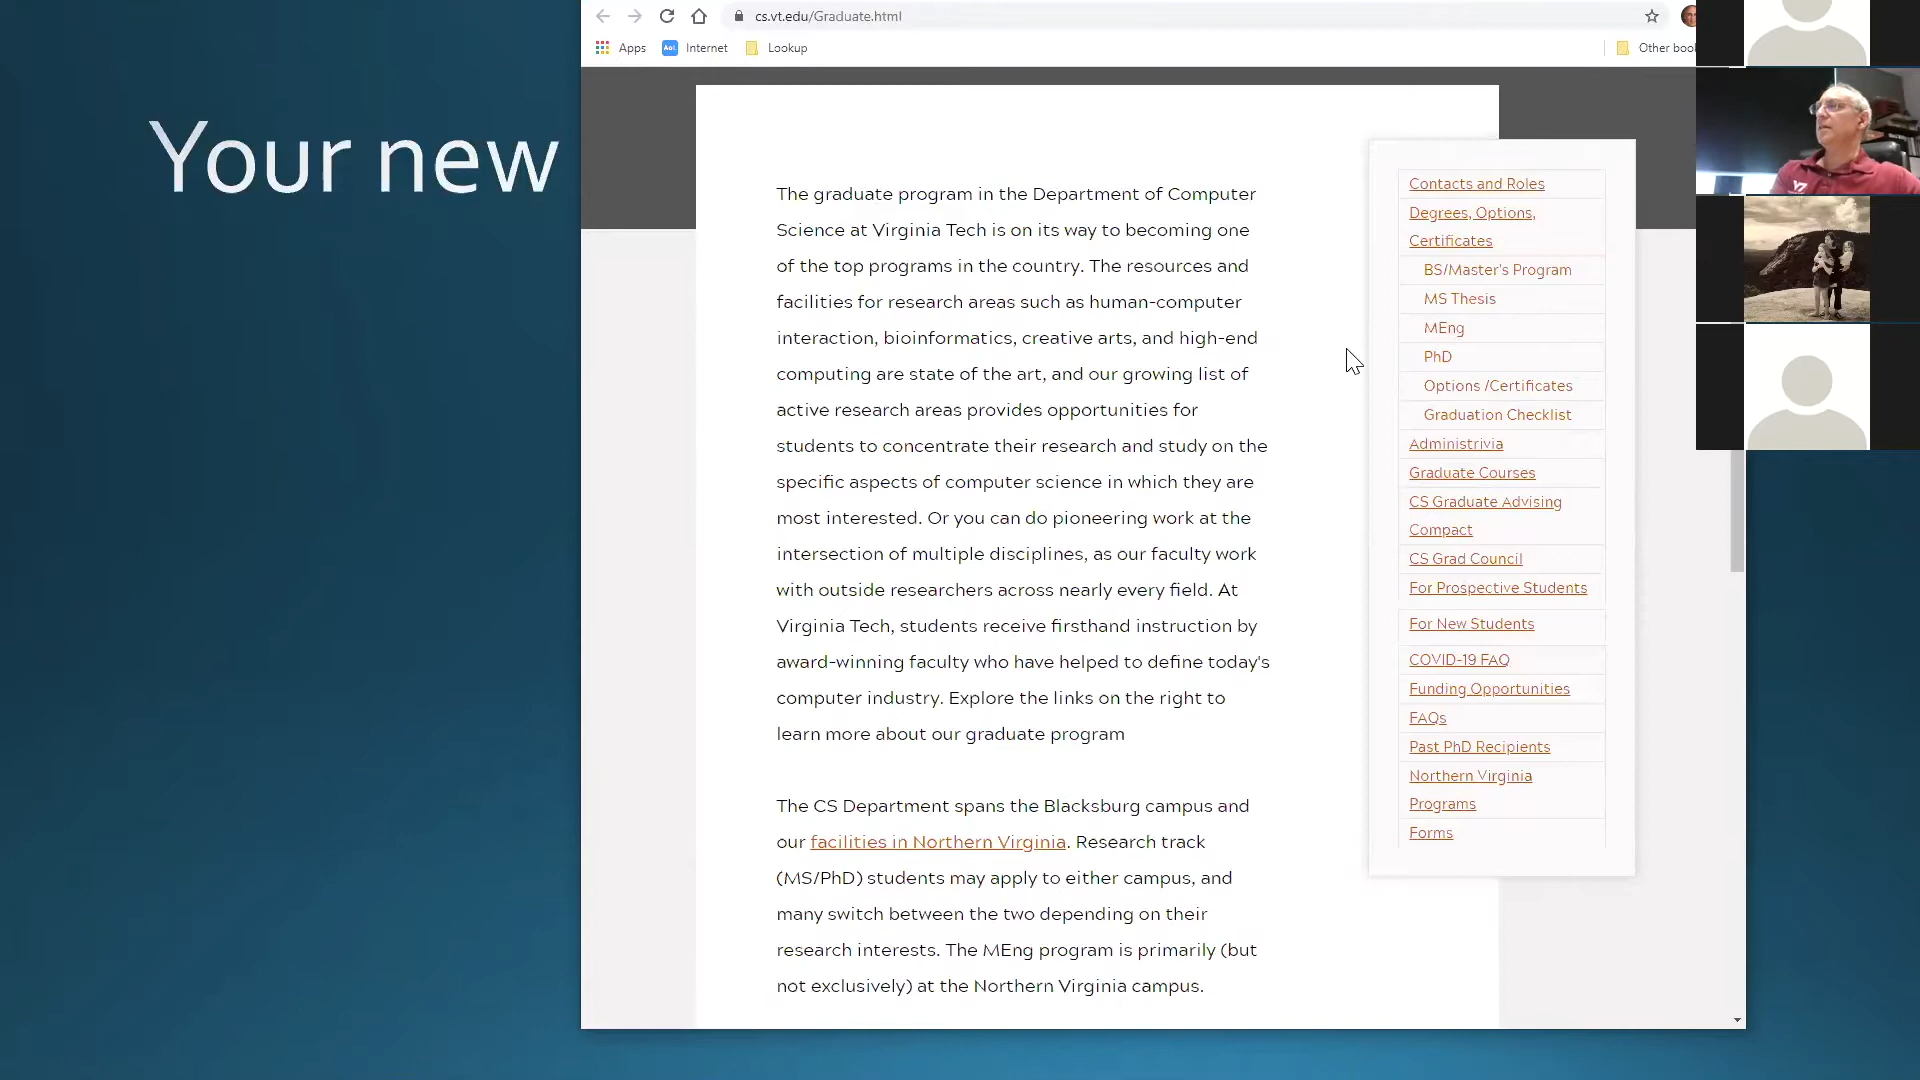 Your new
cs.vt.edu/Graduate.html
Apps
Aol.
Internet
Lookup
Other
The graduate program in the Department of Computer
Science at Virginia Tech is on its way to becoming one
of the top programs in the country. The resources and
facilities for research areas such as human-computer
interaction, bioinformatics, creative arts, and high-end
computing are state of the art, and our growing list of
active research areas provides opportunities for
students to concentrate their research and study on the
specific aspects of computer science in which they are
most interested. Or you can do pioneering work at the
intersection of multiple disciplines, as our faculty work
with outside researchers across nearly every field. At
Virginia Tech, students receive firsthand instruction by
award-winning faculty who have helped to define today's
computer industry. Explore the links on the right to
learn more about our graduate program
The CS Department spans the Blacksburg campus and
our facilities in Northern Virginia. Research track
(MS/PhD) students may apply to either campus, and
many switch between the two depending on their
research interests. The MEng program is primarily (but
not exclusively) at the Northern Virginia campus.
Contacts and Roles
Degrees, Options,
Certificates
BS/Master's Program
MS Thesis
MEng
PhD
Options /Certificates
Graduation Checklist
Administrivia
Graduate Courses
CS Graduate Advising
Compact
CS Grad Council
For Prospective Students
For New Students
COVID-19 FAQ
Funding Opportunities
FAQs
Past PhD Recipients
Northern Virginia
Programs
Forms